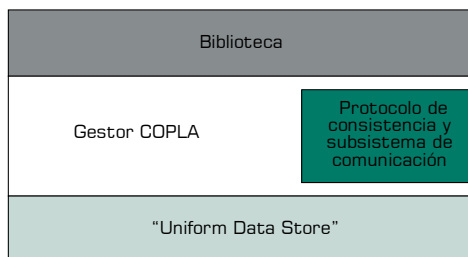 Biblioteca
Gestor COPLA
Protocolo de
consistencia y
subsistema de
comunicación
“Uniform Data Store”